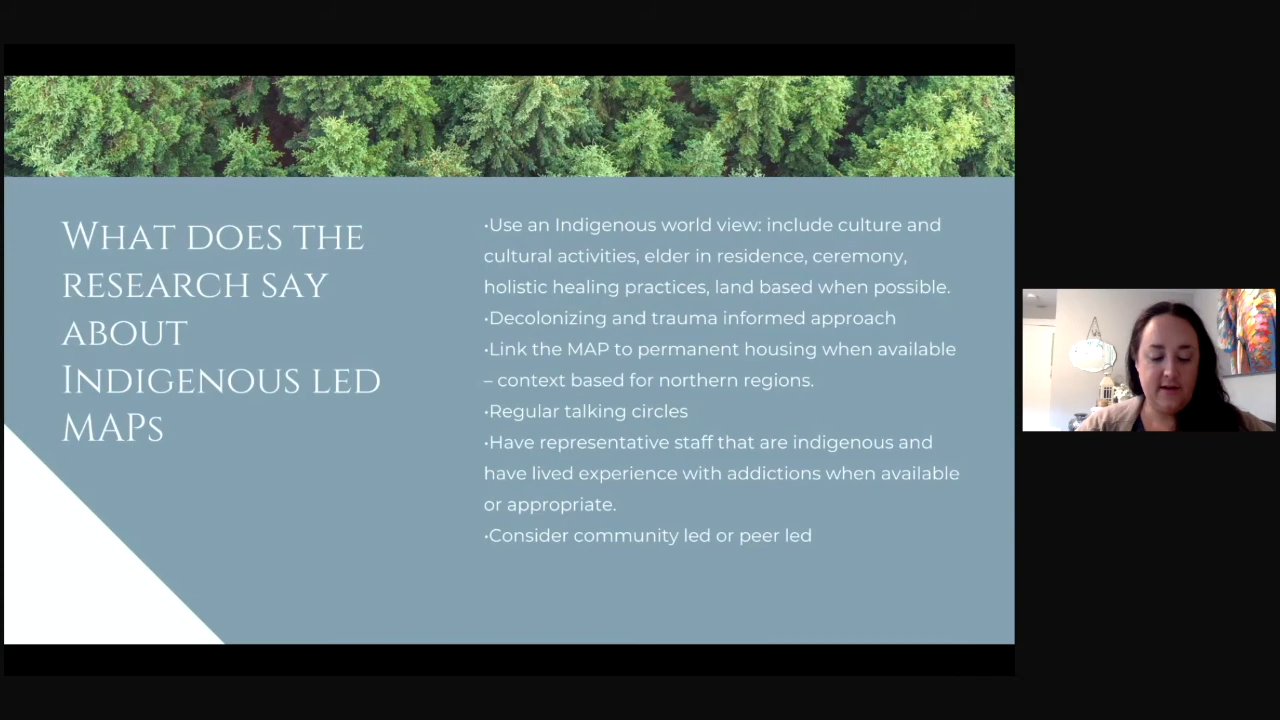 WHAT DOES THE
RESEARCH SAY
ABOUT
INDIGENOUS LED
MAPS
•Use an Indigenous world view: include culture and
cultural activities, elder in residence, ceremony,
holistic healing practices, land based when possible.
•Decolonizing and trauma informed approach
•Link the MAP to permanent housing when available
– context based for northern regions.
•Regular talking circles
•Have representative staff that are indigenous and
have lived experience with addictions when available
or appropriate.
•Consider community led or peer led